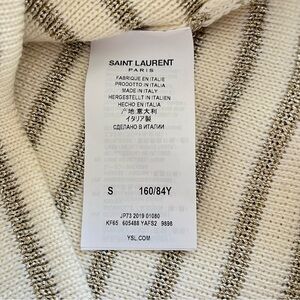 SAINT LAURENT
PARIS
FABRIQUE EN ITALIE
PRODOTTO IN ITALIA
MADE IN ITALY
HERGESTELLT IN ITALIEN
HECHO EN ITALIA
产地:意大利
イタリア製
СДЕЛАНО В ИТАЛИИ
S 160/84Y
JP73 2019 01080
KF65 605488 YAFS2 9898
YSL.COM